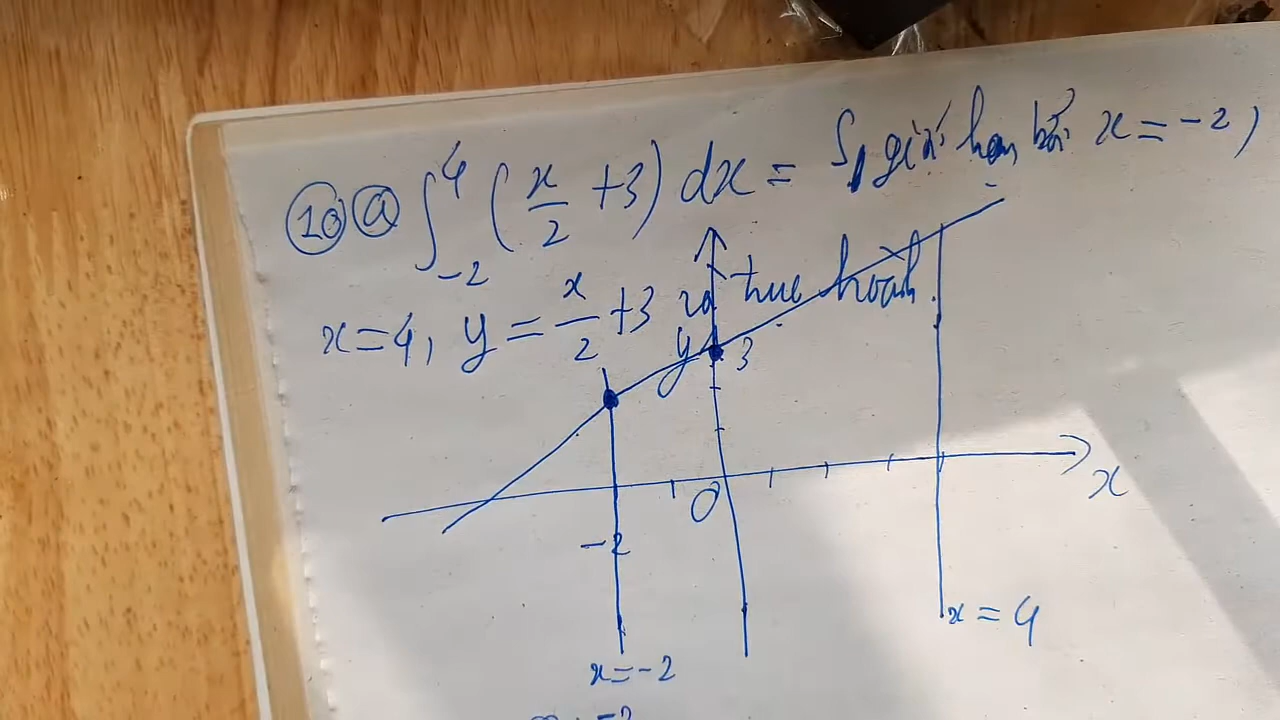 10 a ∫_{-2}^{4} (x/2 + 3) dx = S, giới hạn bởi x = -2,
x = 4, y = x/2 + 3 và trục hoành.
y 3
O x
-2
x = 4
x = -2